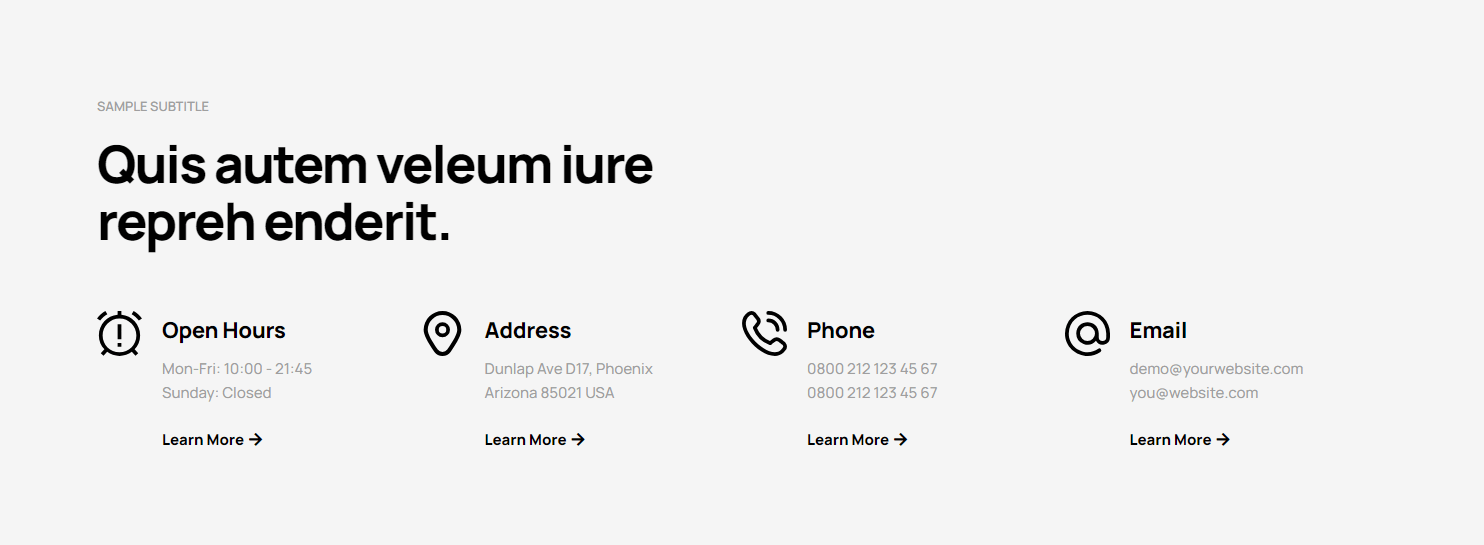 SAMPLE SUBTITLE
Quis autem veleum iure
repreh enderit.
Open Hours
Mon-Fri: 10:00 - 21:45
Sunday: Closed
Learn More →
Address
Dunlap Ave D17, Phoenix
Arizona 85021 USA
Learn More →
Phone
0800 212 123 45 67
0800 212 123 45 67
Learn More →
Email
demo@yourwebsite.com
you@website.com
Learn More →